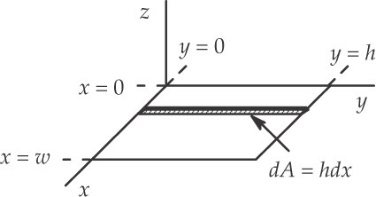 z
y = 0
y = h
x = 0
y
x = w
dA = hdx
x